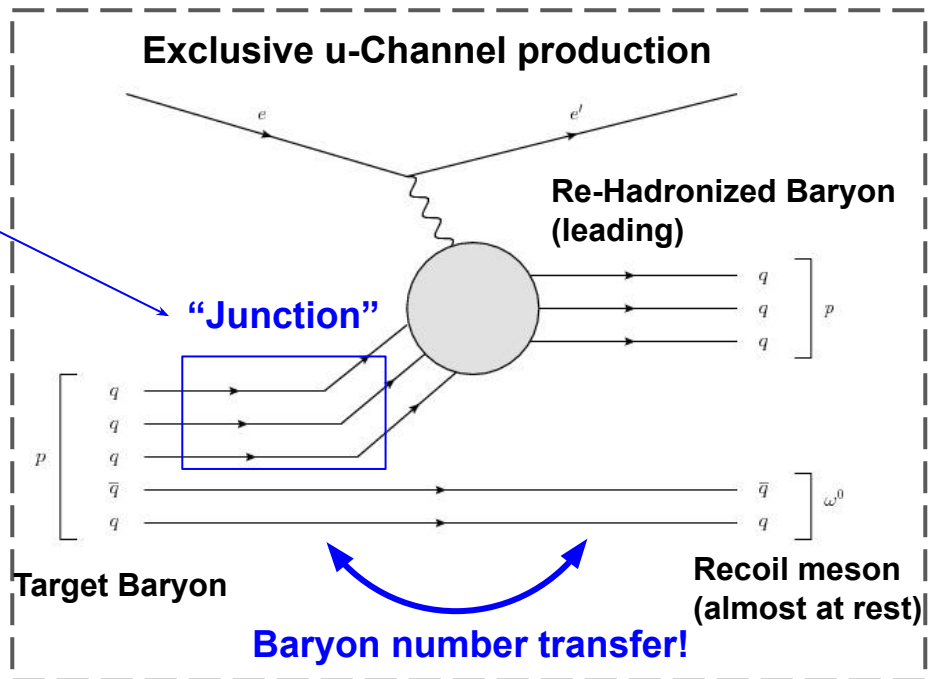 Exclusive u-Channel production
e
e′
Re-Hadronized Baryon
(leading)
“Junction”
q
q
p
q
q
q
q
p
q̅
q̅
ω⁰
q
q
Target Baryon
Recoil meson
(almost at rest)
Baryon number transfer!